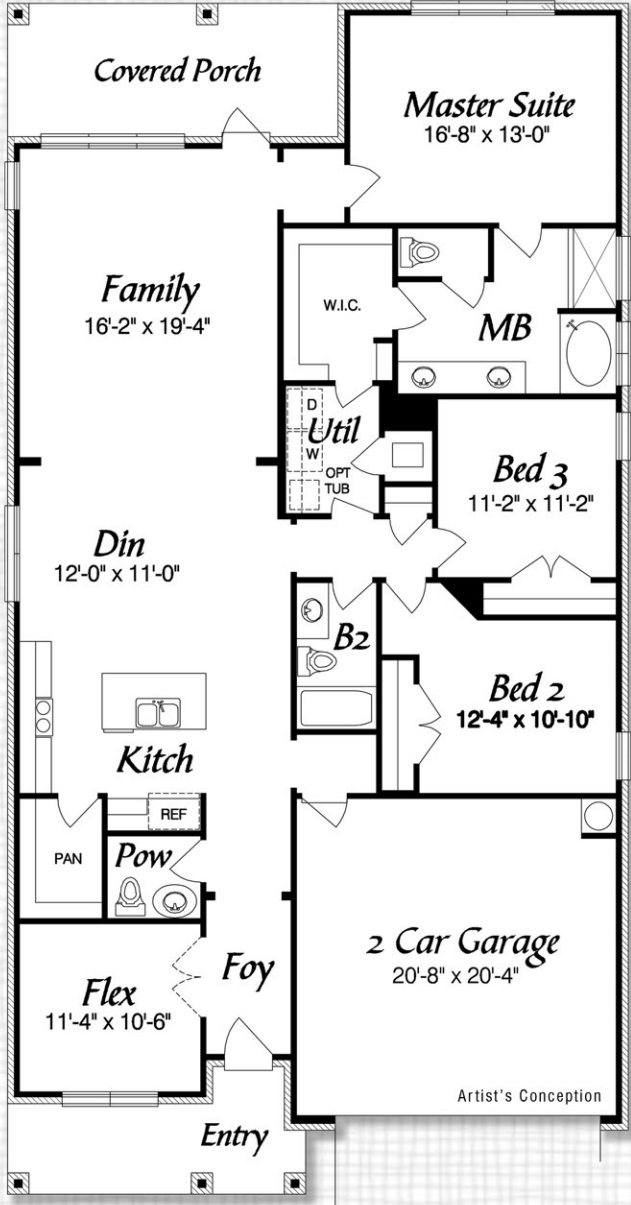 Covered Porch
Master Suite
16'-8" x 13'-0"
Family
16'-2" x 19'-4"
W.I.C.
MB
D
Util
W
OPT
TUB
Bed 3
11'-2" x 11'-2"
Din
12'-0" x 11'-0"
B2
Bed 2
12'-4" x 10'-10"
Kitch
REF
PAN
Pow
2 Car Garage
20'-8" x 20'-4"
Foy
Flex
11'-4" x 10'-6"
Artist's Conception
Entry